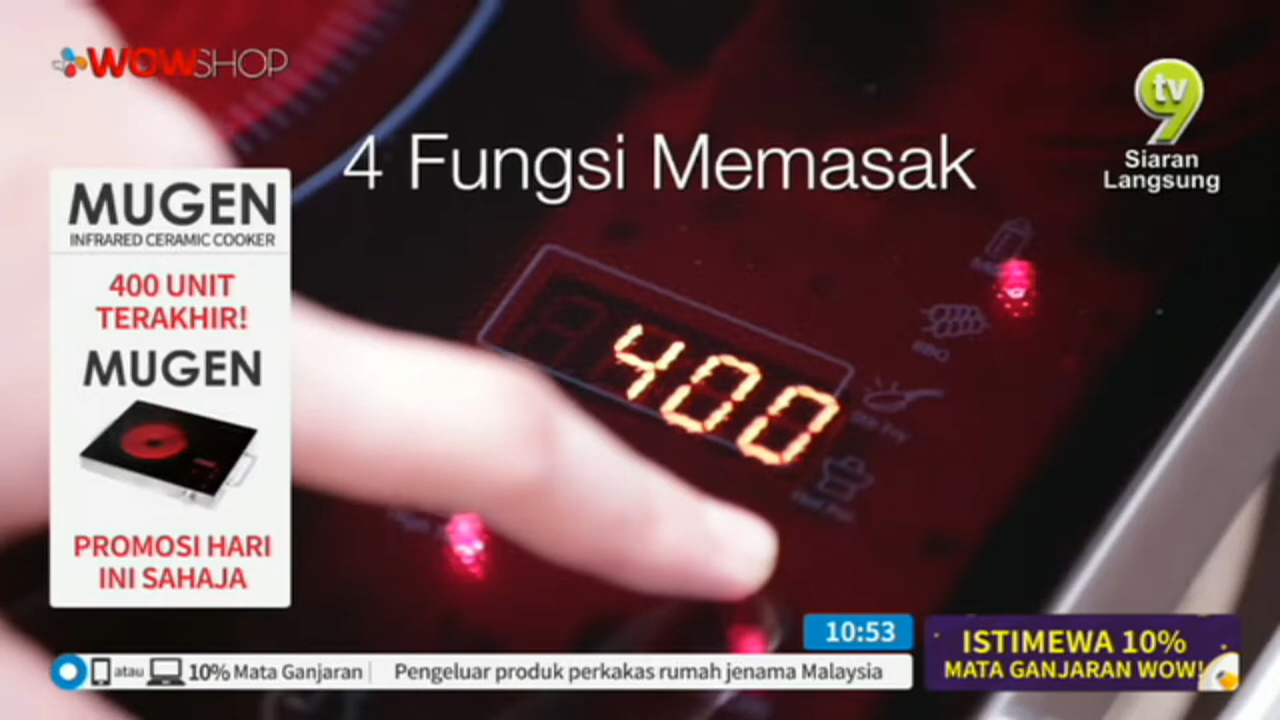 WOWSHOP
tv9
Siaran
Langsung
4 Fungsi Memasak
MUGEN
INFRARED CERAMIC COOKER
400 UNIT
TERAKHIR!
MUGEN
PROMOSI HARI
INI SAHAJA
400
BBQ
10:53
atau 10% Mata Ganjaran
Pengeluar produk perkakas rumah jenama Malaysia
ISTIMEWA 10%
MATA GANJARAN WOW!